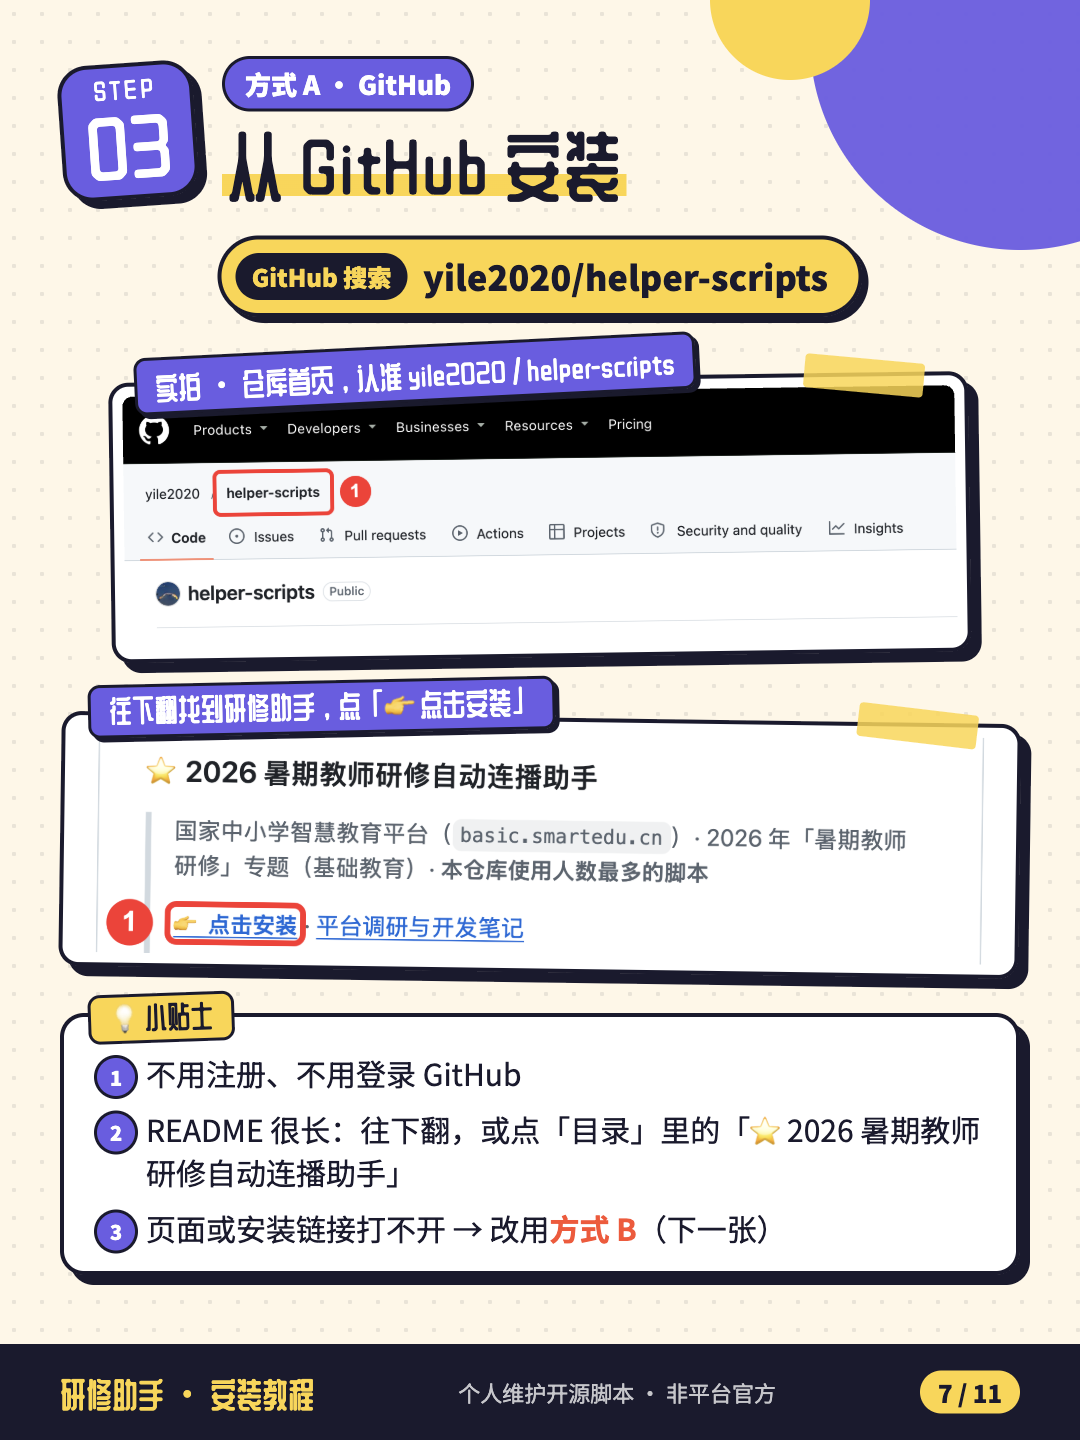 STEP
03
方式 A · GitHub
从 GitHub 安装
GitHub 搜索 yile2020/helper-scripts
实拍 · 仓库首页，认准 yile2020 / helper-scripts
Products Developers Businesses Resources Pricing
yile2020 / helper-scripts 1
Code Issues Pull requests Actions Projects Security and quality Insights
helper-scripts Public
往下翻找到研修助手，点「👉 点击安装」
⭐ 2026 暑期教师研修自动连播助手
国家中小学智慧教育平台（basic.smartedu.cn）· 2026 年「暑期教师
研修」专题（基础教育）· 本仓库使用人数最多的脚本
1 👉 点击安装 · 平台调研与开发笔记
💡 小贴士
1 不用注册、不用登录 GitHub
2 README 很长：往下翻，或点「目录」里的「⭐ 2026 暑期教师
研修自动连播助手」
3 页面或安装链接打不开 → 改用方式 B（下一张）
研修助手 · 安装教程
个人维护开源脚本 · 非平台官方
7 / 11